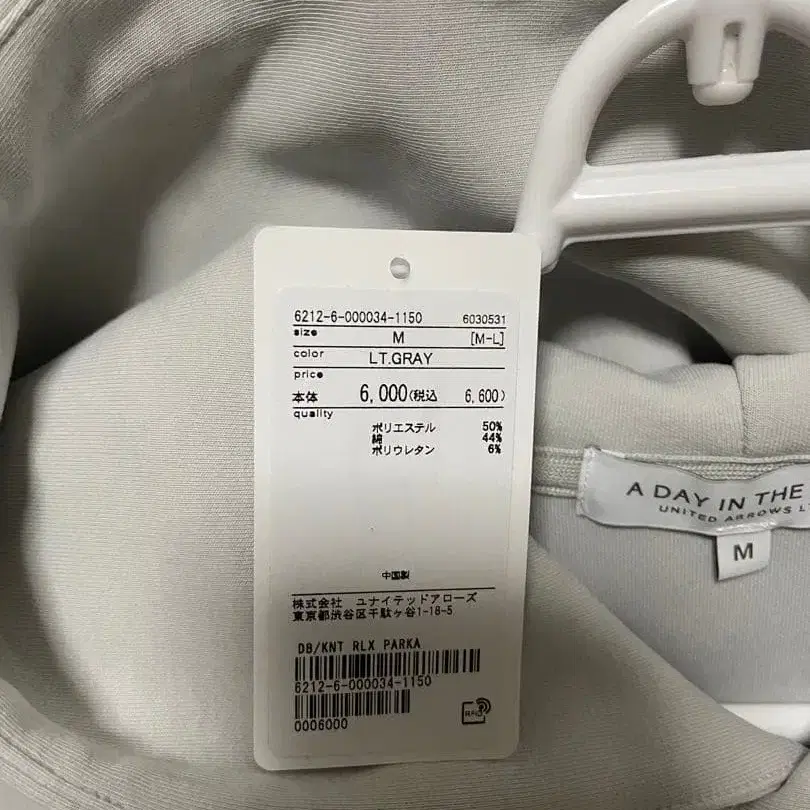 6212-6-000034-1150 6030531
size M [M-L]
color LT.GRAY
price
本体 6,000(税込 6,600)
quality
ポリエステル 50%
綿 44%
ポリウレタン 6%
中国製
株式会社 ユナイテッドアローズ
東京都渋谷区千駄ヶ谷1-18-5
DB/KNT RLX PARKA
6212-6-000034-1150
0006000
RFID
A DAY IN THE
UNITED ARROWS
M